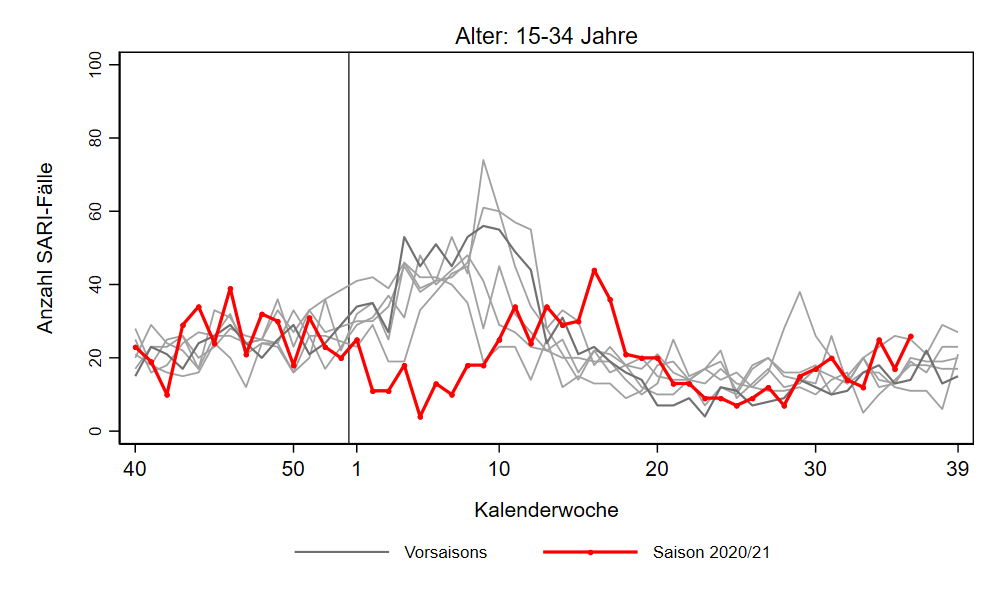 Alter: 15-34 Jahre
Anzahl SARI-Fälle
100
80
60
40
20
0
40 50 1 10 20 30 39
Kalenderwoche
Vorsaisons Saison 2020/21